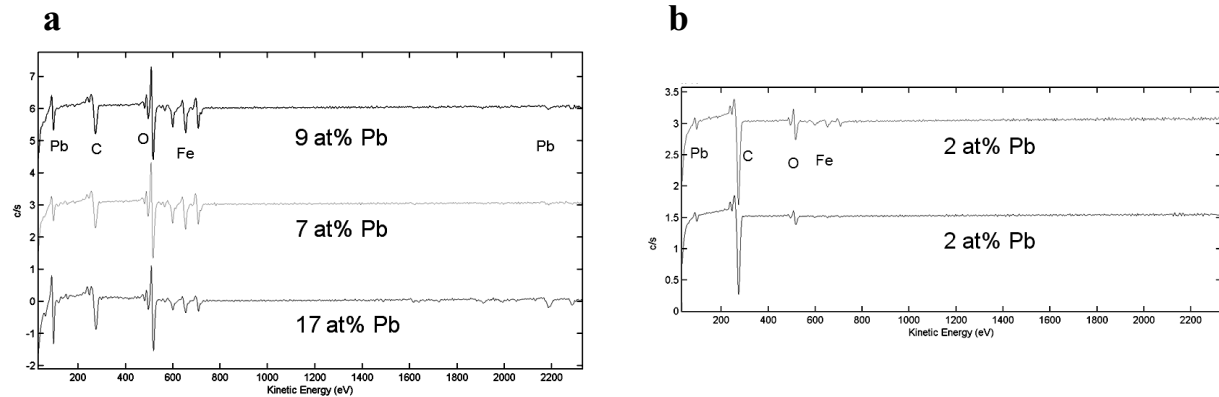 a
7
6
5
4
3
2
1
0
-1
-2
c/s
9 at% Pb
Pb
C
O
Fe
Pb
7 at% Pb
17 at% Pb
200 400 600 800 1000 1200 1400 1600 1800 2000 2200
Kinetic Energy (eV)
b
3.5
3
2.5
2
1.5
1
0.5
0
c/s
c/s
Pb
C
O
Fe
2 at% Pb
2 at% Pb
200 400 600 800 1000 1200 1400 1600 1800 2000 2200
Kinetic Energy (eV)